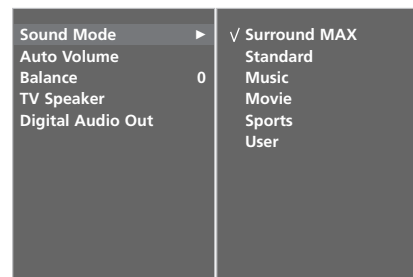 Sound Mode ►
Auto Volume
Balance 0
TV Speaker
Digital Audio Out
√ Surround MAX
Standard
Music
Movie
Sports
User